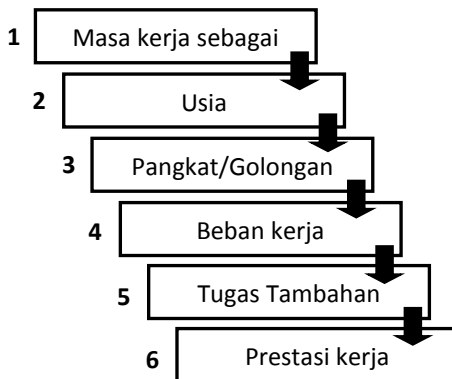 1 Masa kerja sebagai
2 Usia
3 Pangkat/Golongan
4 Beban kerja
5 Tugas Tambahan
6 Prestasi kerja